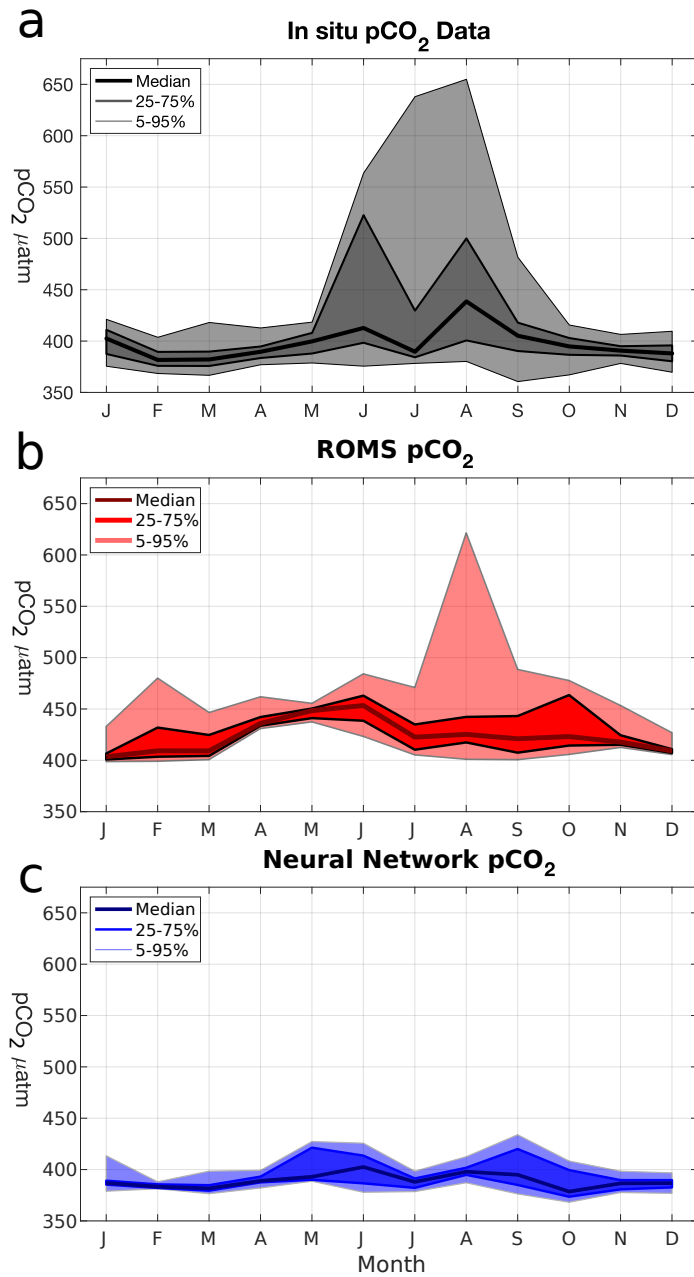 a
In situ pCO2 Data
Median
25-75%
5-95%
pCO2 μatm
650
600
550
500
450
400
350
J F M A M J J A S O N D
b
ROMS pCO2
Median
25-75%
5-95%
pCO2 μatm
650
600
550
500
450
400
350
J F M A M J J A S O N D
c
Neural Network pCO2
Median
25-75%
5-95%
pCO2 μatm
650
600
550
500
450
400
350
J F M A M J J A S O N D
Month